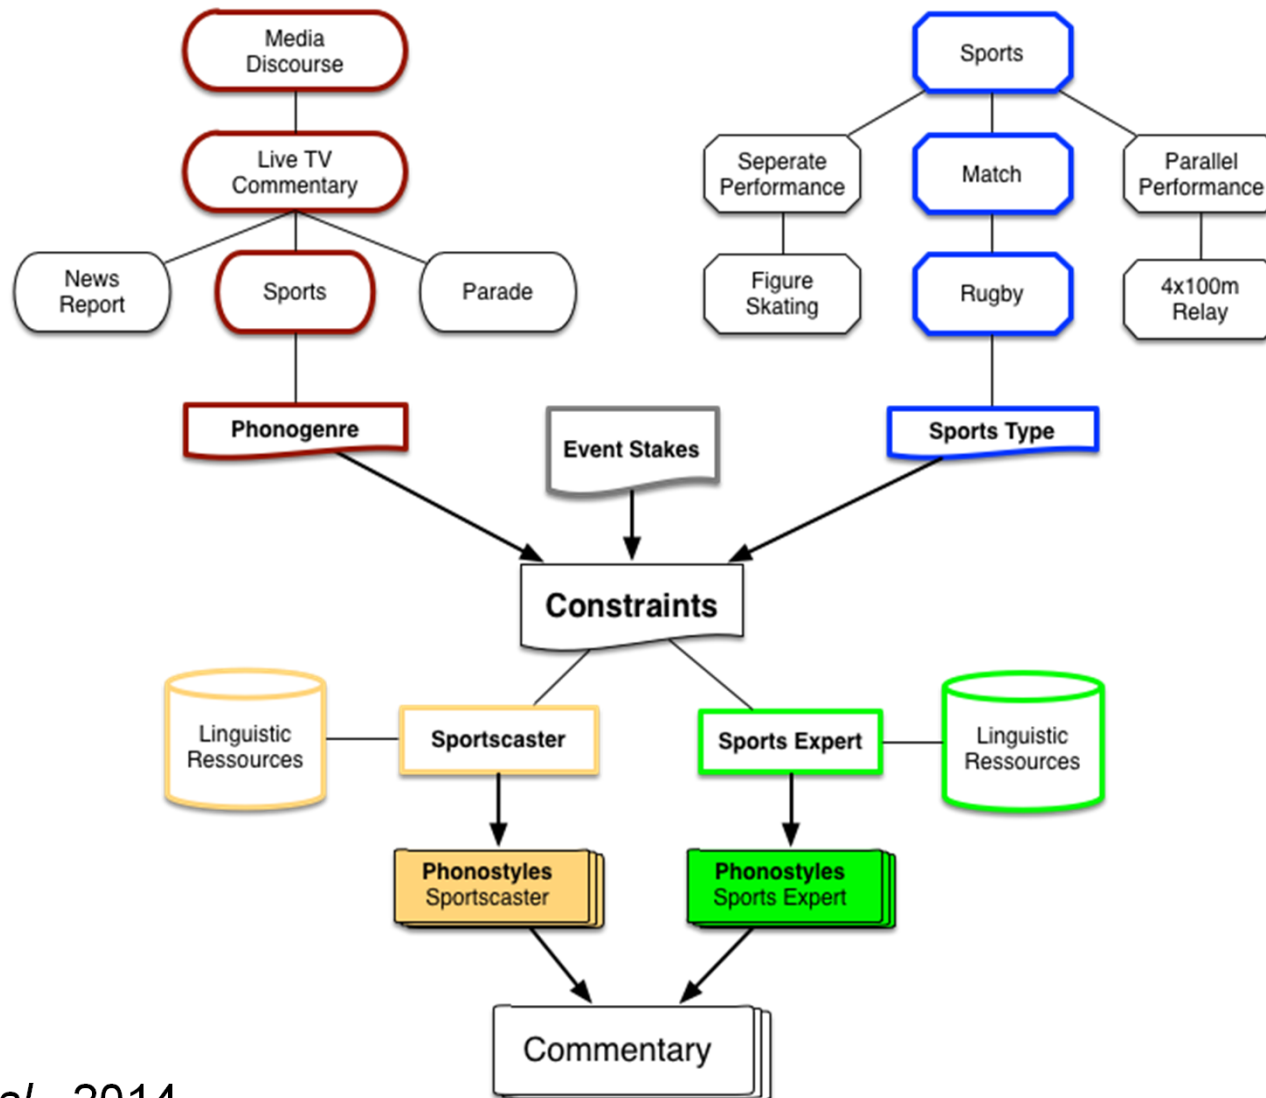 Media
Discourse
Sports
Live TV
Commentary
Seperate
Performance
Match
Parallel
Performance
News
Report
Sports
Parade
Figure
Skating
Rugby
4x100m
Relay
Phonogenre
Event Stakes
Sports Type
Constraints
Linguistic
Ressources
Sportscaster
Sports Expert
Linguistic
Ressources
Phonostyles
Sportscaster
Phonostyles
Sports Expert
Commentary
2014